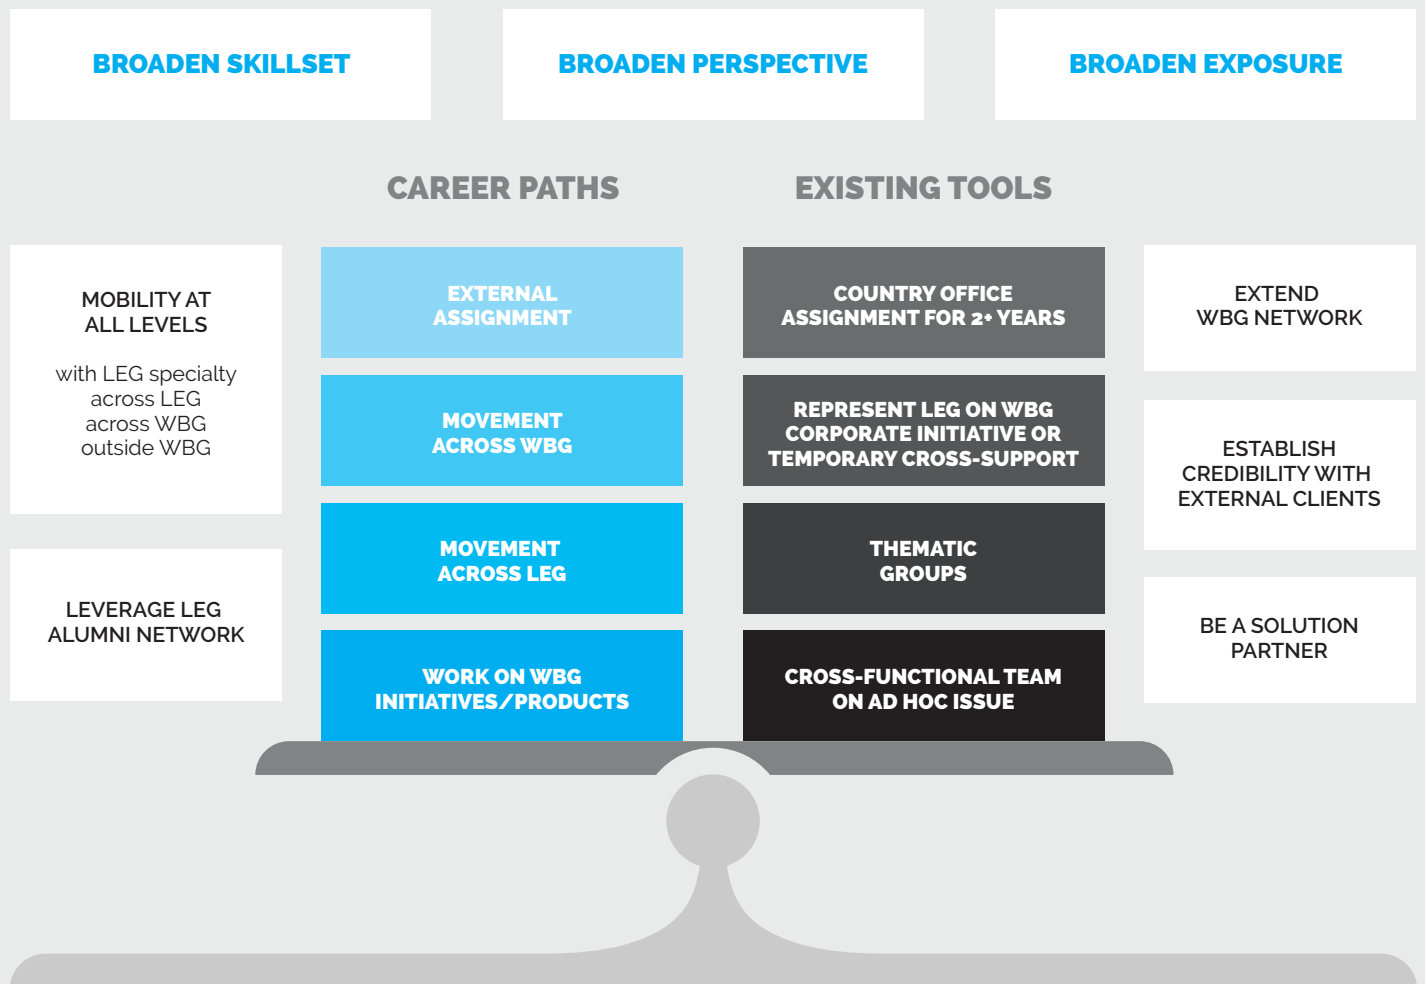 BROADEN SKILLSET
BROADEN PERSPECTIVE
BROADEN EXPOSURE
CAREER PATHS
EXISTING TOOLS
MOBILITY AT
ALL LEVELS
with LEG specialty
across LEG
across WBG
outside WBG
LEVERAGE LEG
ALUMNI NETWORK
EXTERNAL
ASSIGNMENT
MOVEMENT
ACROSS WBG
MOVEMENT
ACROSS LEG
WORK ON WBG
INITIATIVES/PRODUCTS
COUNTRY OFFICE
ASSIGNMENT FOR 2+ YEARS
REPRESENT LEG ON WBG
CORPORATE INITIATIVE OR
TEMPORARY CROSS-SUPPORT
THEMATIC
GROUPS
CROSS-FUNCTIONAL TEAM
ON AD HOC ISSUE
EXTEND
WBG NETWORK
ESTABLISH
CREDIBILITY WITH
EXTERNAL CLIENTS
BE A SOLUTION
PARTNER